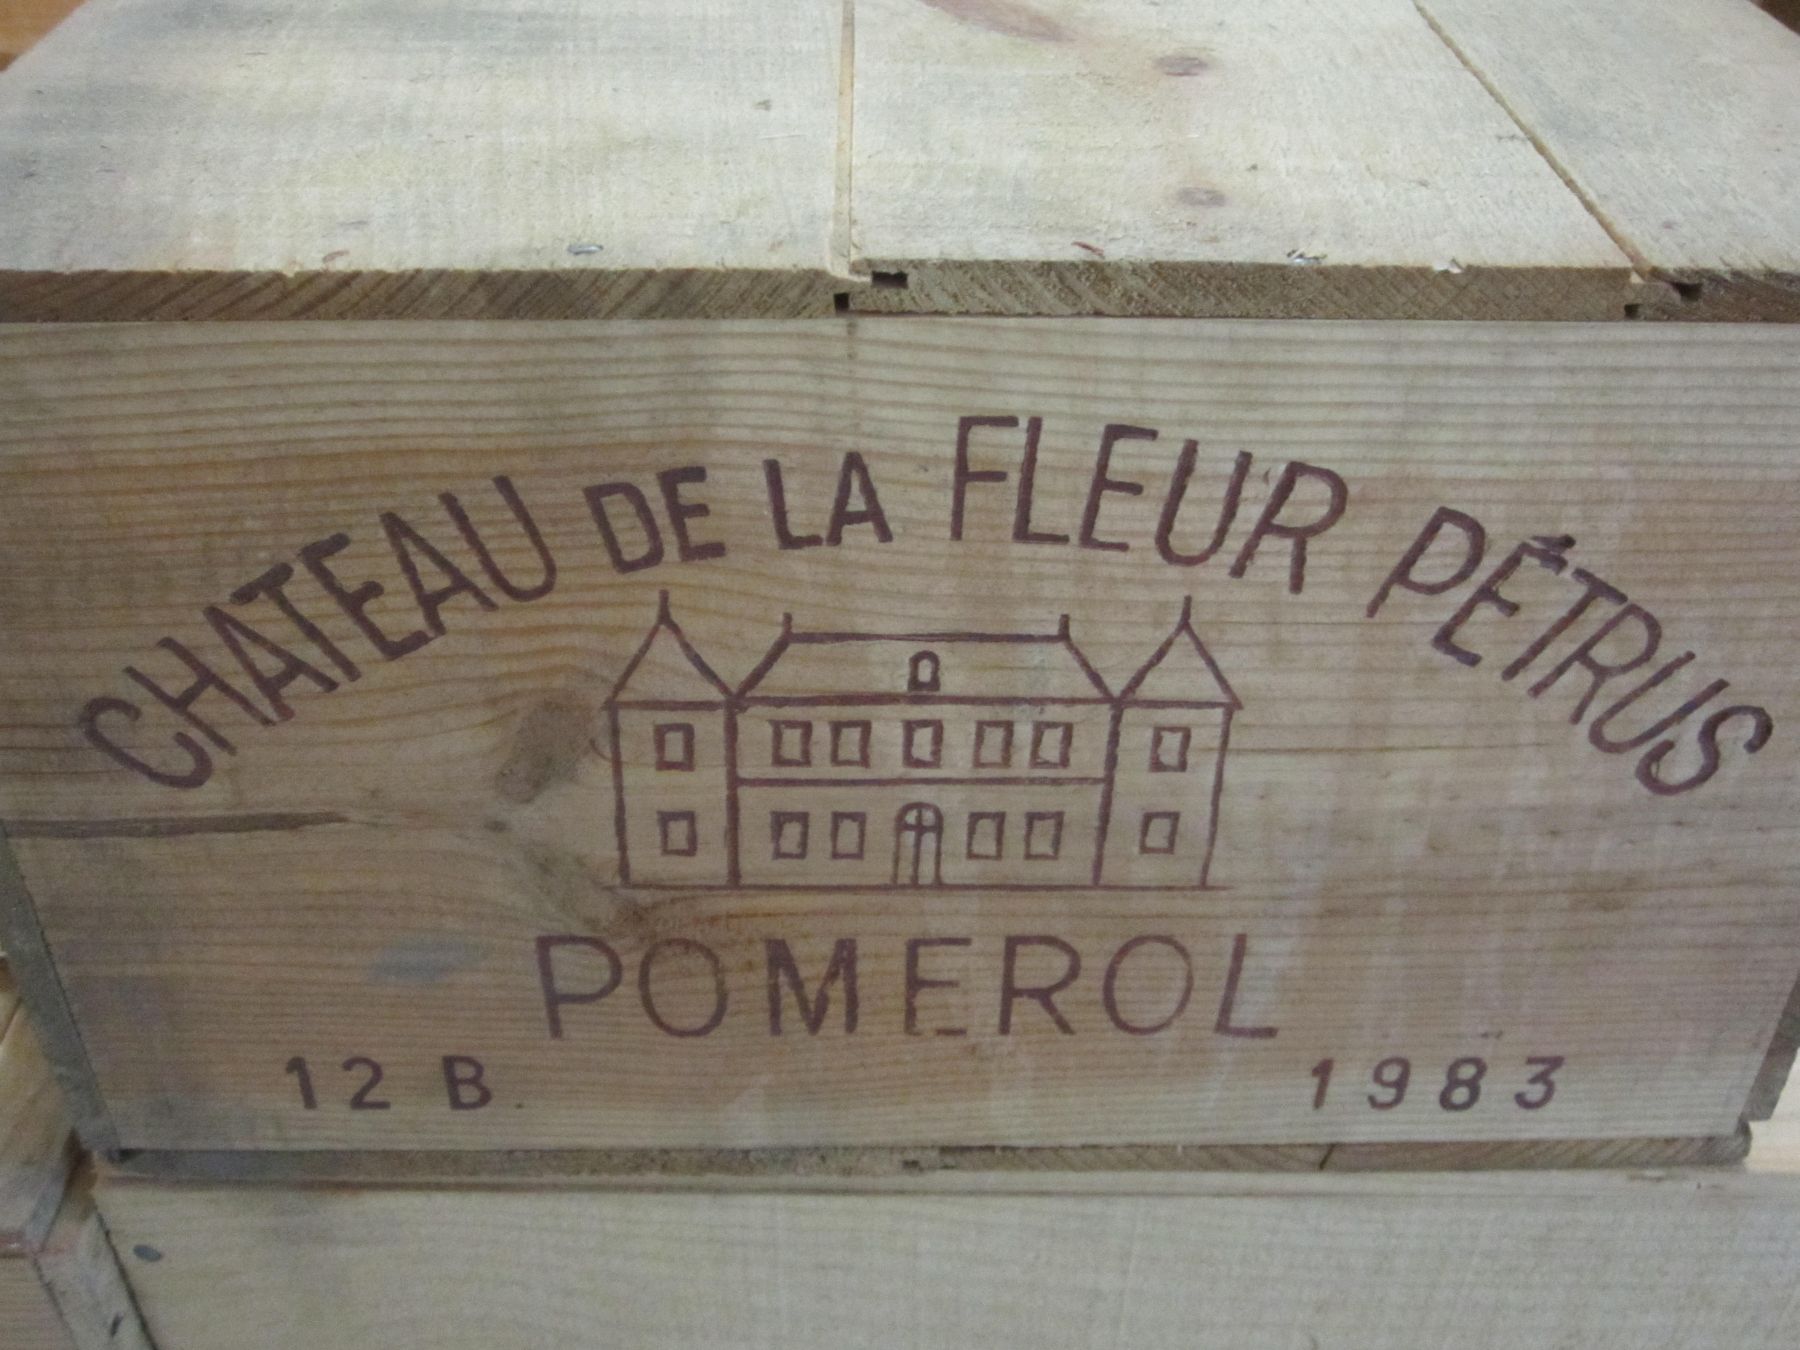 CHATEAU DE LA FLEUR PÉTRUS
POMEROL
12 B 1983